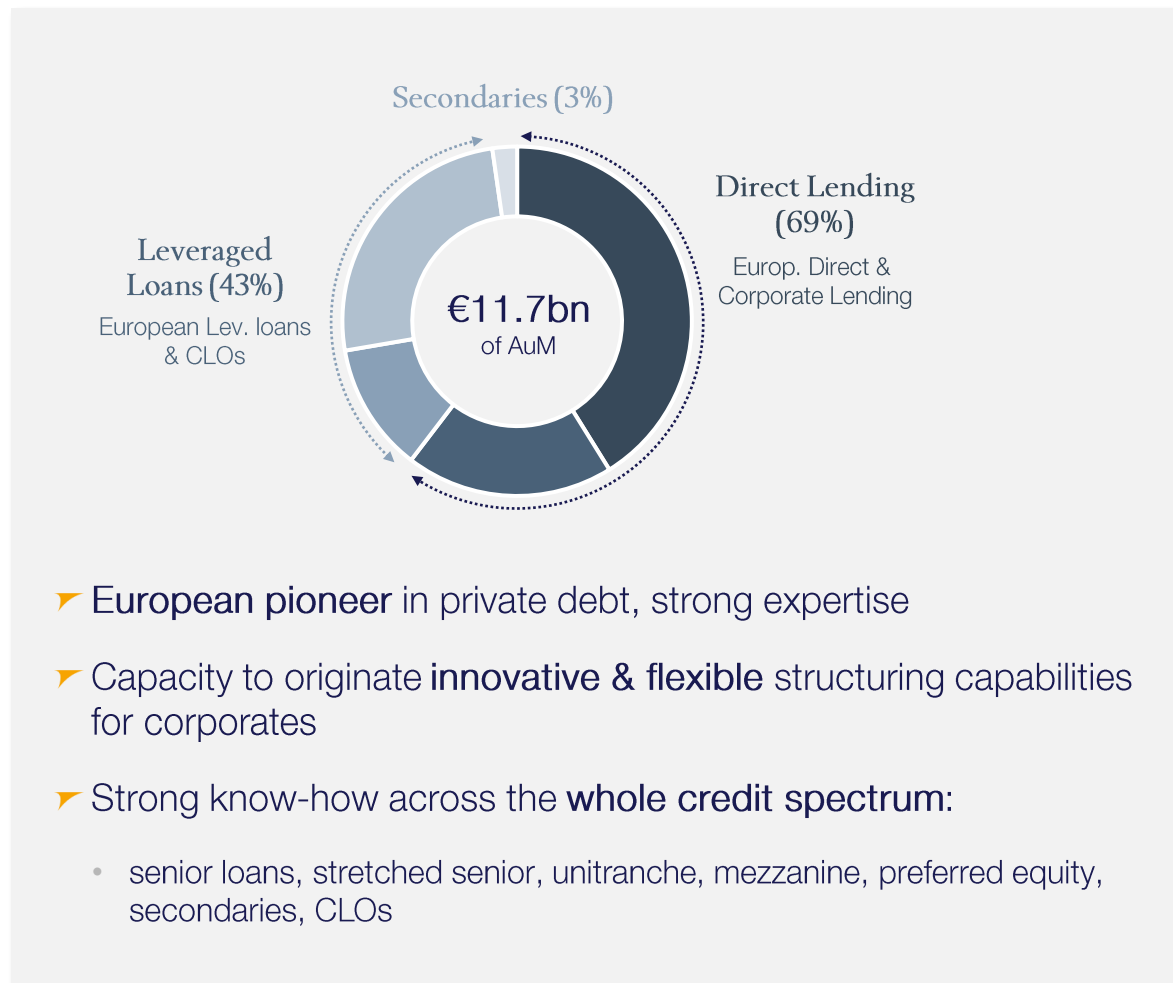 Secondaries (3%)
Direct Lending
(69%)
Europ. Direct &
Corporate Lending
Leveraged
Loans (43%)
European Lev. loans
& CLOs
€11.7bn
of AuM
European pioneer in private debt, strong expertise
Capacity to originate innovative & flexible structuring capabilities
for corporates
Strong know-how across the whole credit spectrum:
• senior loans, stretched senior, unitranche, mezzanine, preferred equity,
secondaries, CLOs